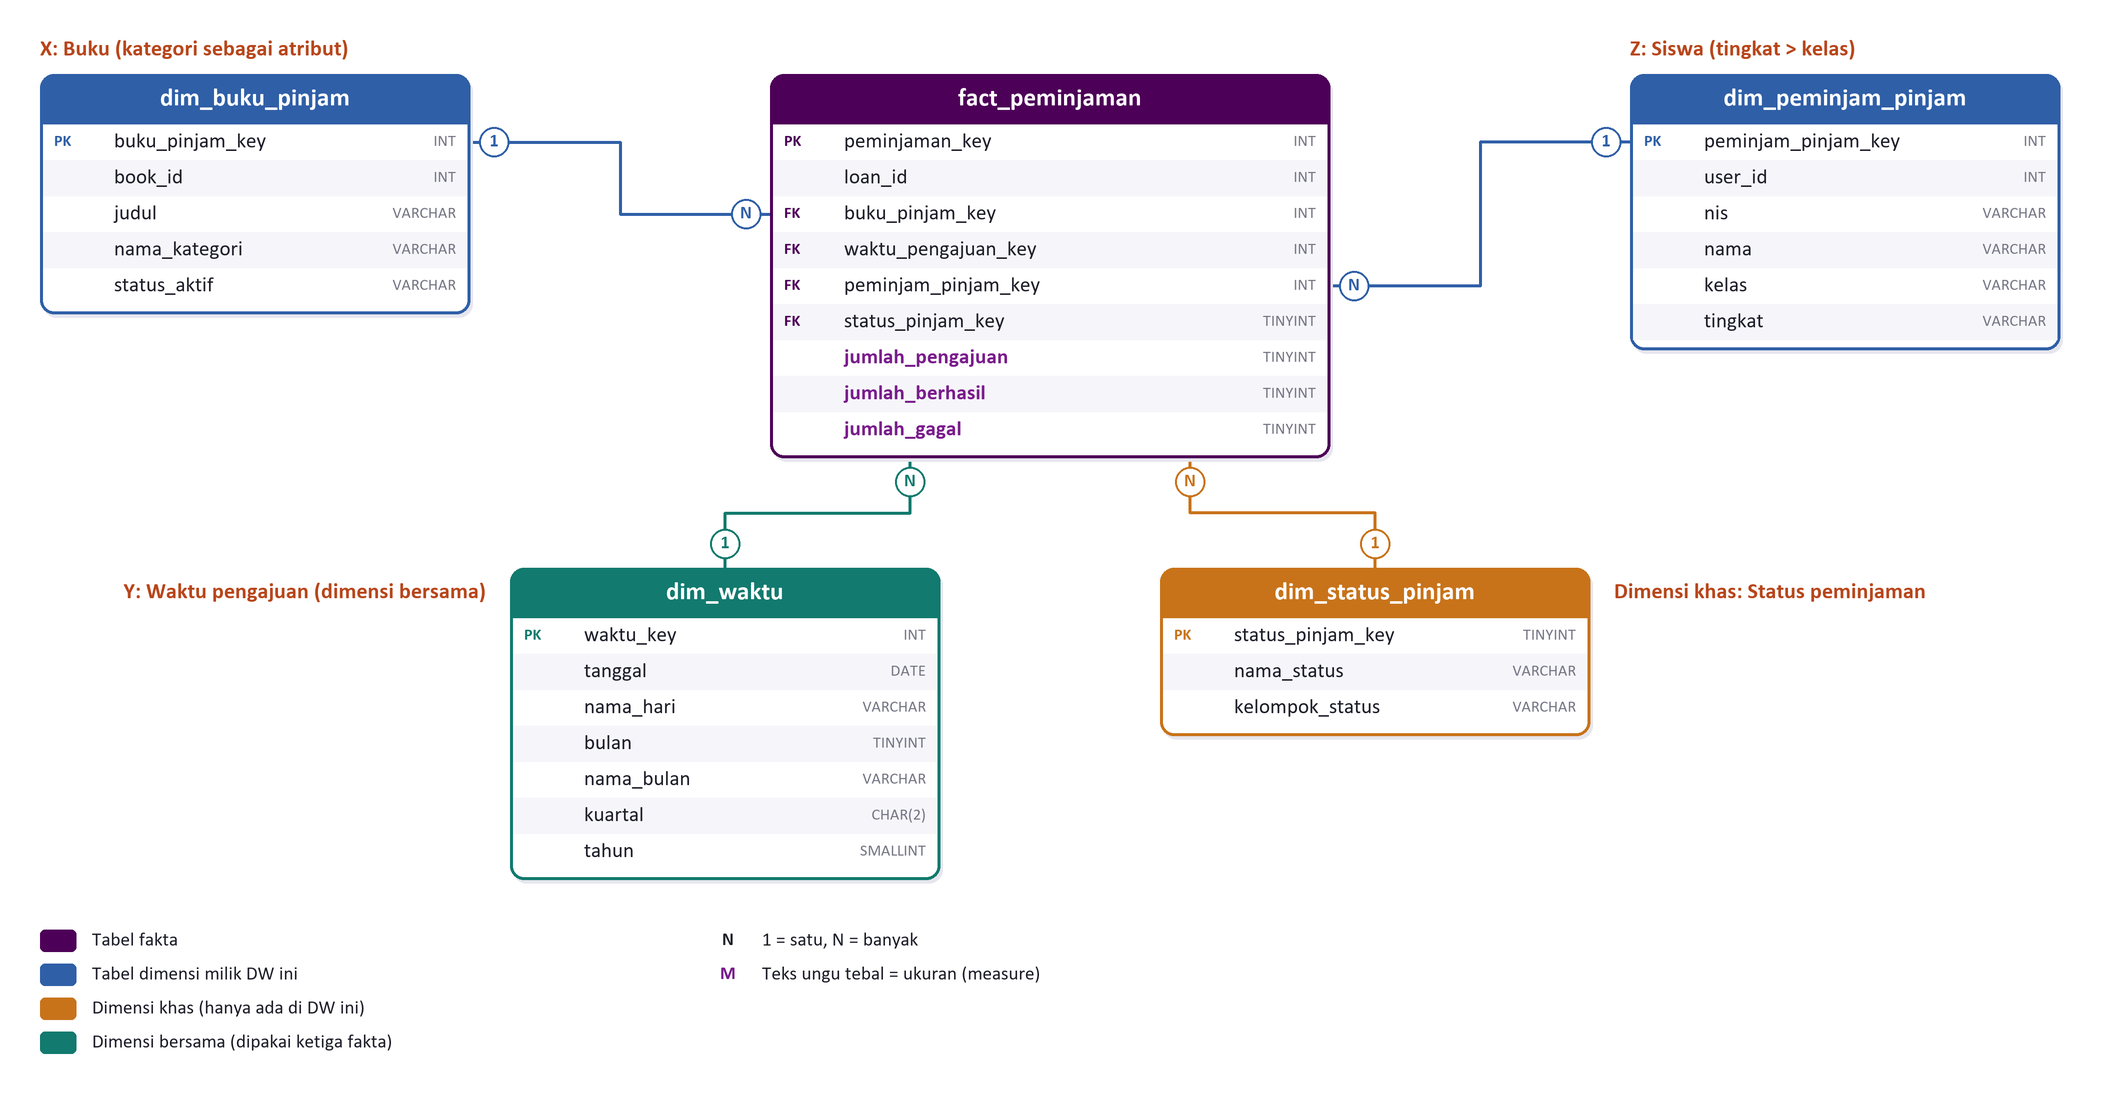 X: Buku (kategori sebagai atribut)
dim_buku_pinjam
PK buku_pinjam_key INT
book_id INT
judul VARCHAR
nama_kategori VARCHAR
status_aktif VARCHAR
1
N
fact_peminjaman
PK peminjaman_key INT
loan_id INT
FK buku_pinjam_key INT
FK waktu_pengajuan_key INT
FK peminjam_pinjam_key INT
FK status_pinjam_key TINYINT
jumlah_pengajuan TINYINT
jumlah_berhasil TINYINT
jumlah_gagal TINYINT
Z: Siswa (tingkat > kelas)
dim_peminjam_pinjam
PK peminjam_pinjam_key INT
user_id INT
nis VARCHAR
nama VARCHAR
kelas VARCHAR
tingkat VARCHAR
1
N
N
1
N
1
Y: Waktu pengajuan (dimensi bersama)
dim_waktu
PK waktu_key INT
tanggal DATE
nama_hari VARCHAR
bulan TINYINT
nama_bulan VARCHAR
kuartal CHAR(2)
tahun SMALLINT
dim_status_pinjam
PK status_pinjam_key TINYINT
nama_status VARCHAR
kelompok_status VARCHAR
Dimensi khas: Status peminjaman
Tabel fakta
Tabel dimensi milik DW ini
Dimensi khas (hanya ada di DW ini)
Dimensi bersama (dipakai ketiga fakta)
N 1 = satu, N = banyak
M Teks ungu tebal = ukuran (measure)